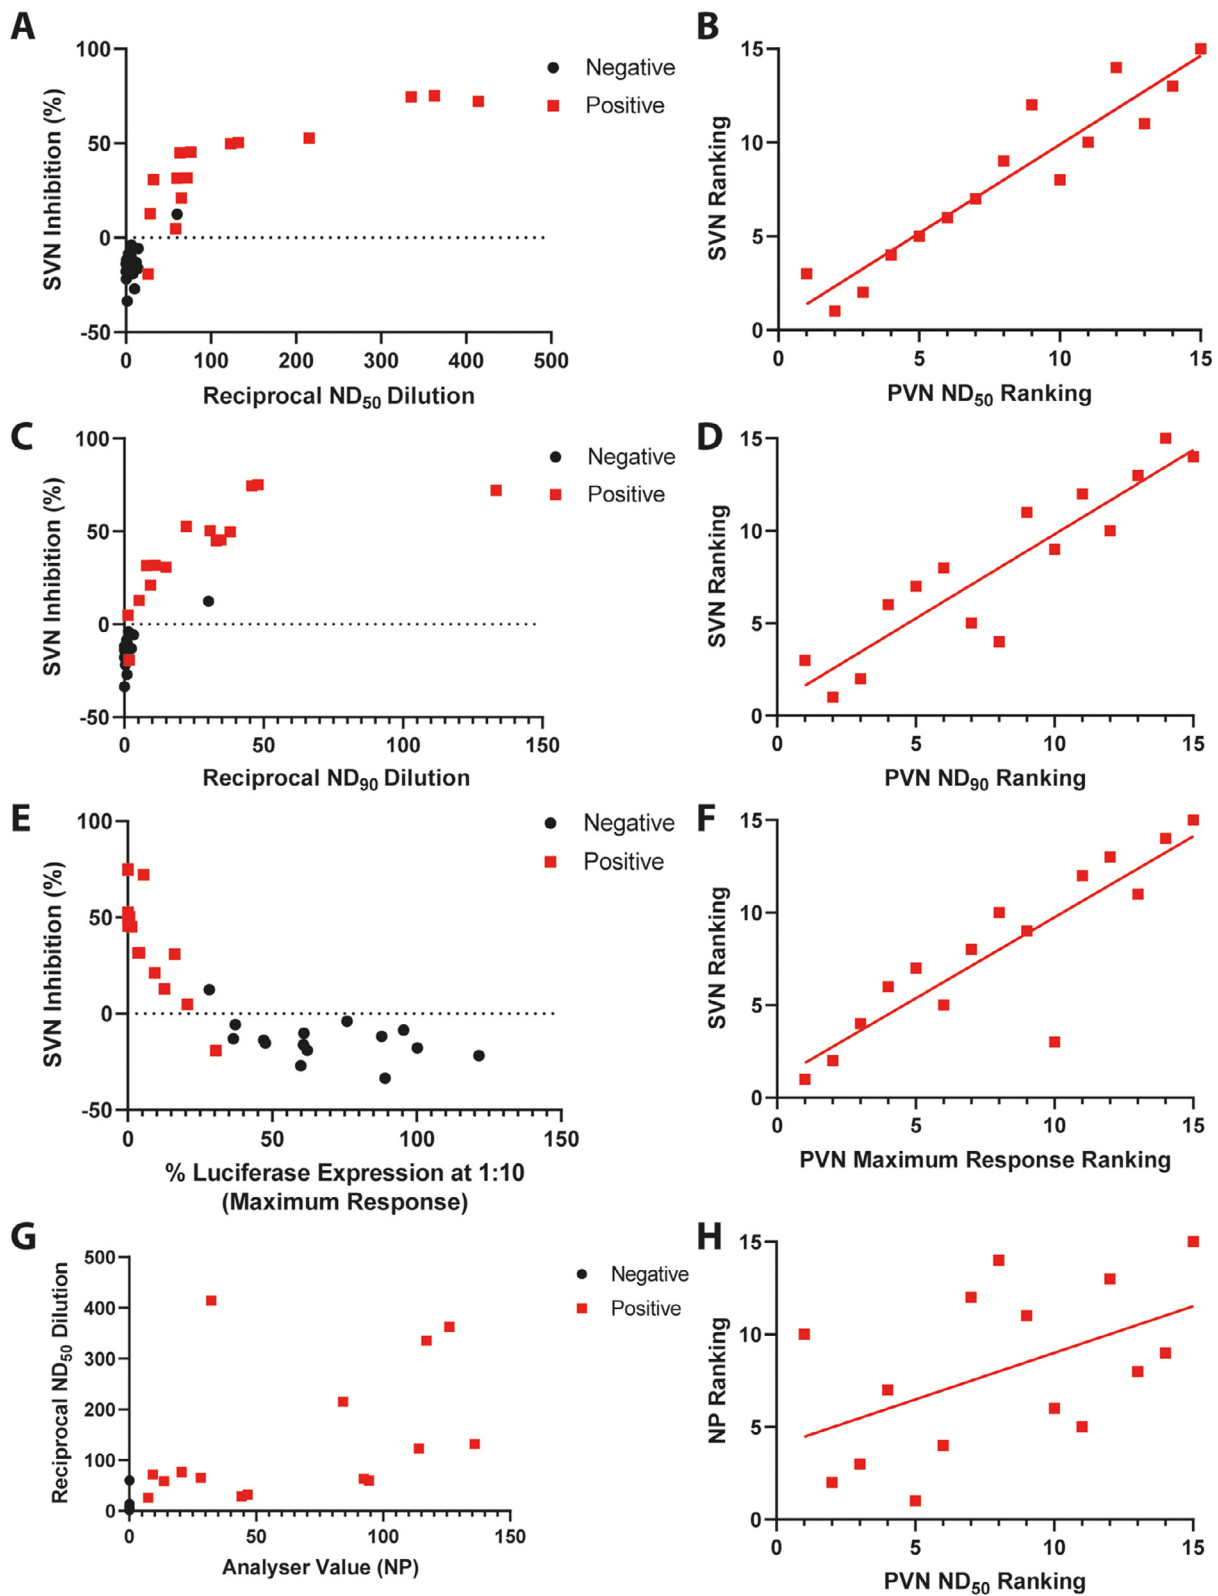 A
SVN Inhibition (%)
100
50
0
-50
0 100 200 300 400 500
Reciprocal ND50 Dilution
Negative
Positive
B
SVN Ranking
15
10
5
0
0 5 10 15
PVN ND50 Ranking
C
SVN Inhibition (%)
100
50
0
-50
0 50 100 150
Reciprocal ND90 Dilution
Negative
Positive
D
SVN Ranking
15
10
5
0
0 5 10 15
PVN ND90 Ranking
E
SVN Inhibition (%)
100
50
0
-50
0 50 100 150
% Luciferase Expression at 1:10
(Maximum Response)
Negative
Positive
F
SVN Ranking
15
10
5
0
0 5 10 15
PVN Maximum Response Ranking
G
Reciprocal ND50 Dilution
500
400
300
200
100
0
0 50 100 150
Analyser Value (NP)
Negative
Positive
H
NP Ranking
15
10
5
0
0 5 10 15
PVN ND50 Ranking